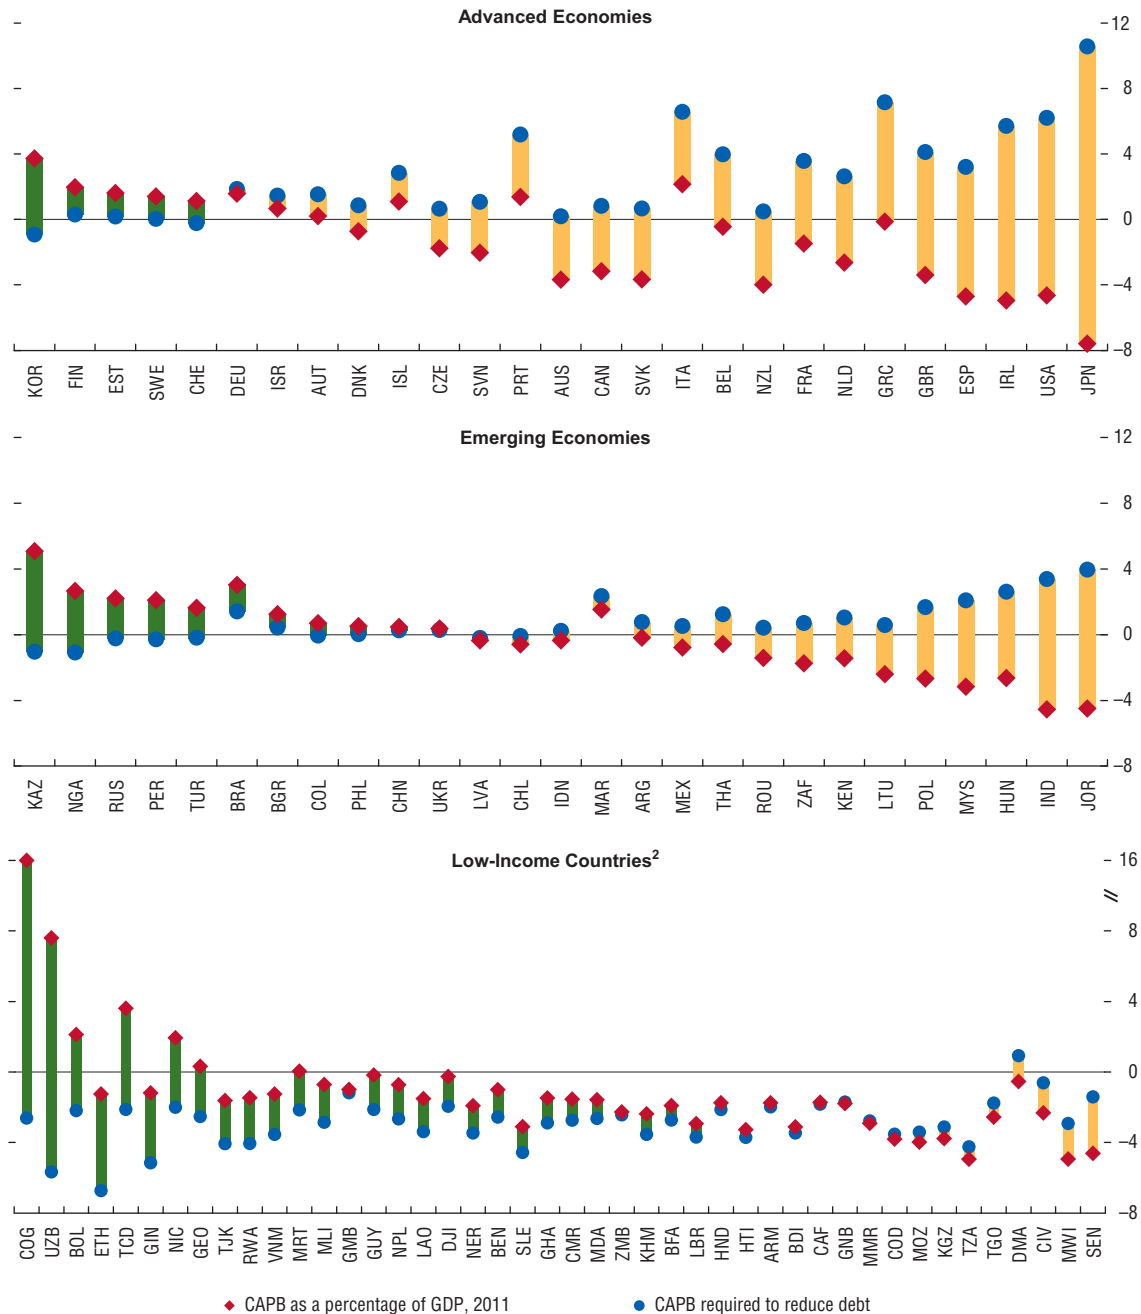 Advanced Economies
12
8
4
0
–4
–8
KOR FIN EST SWE CHE DEU ISR AUT DNK ISL CZE SVN PRT AUS CAN SVK ITA BEL NZL FRA NLD GRC GBR ESP IRL USA JPN
Emerging Economies
12
8
4
0
–4
–8
KAZ NGA RUS PER TUR BRA BGR COL PHL CHN UKR LVA CHL IDN MAR ARG MEX THA ROU ZAF KEN LTU POL MYS HUN IND JOR
Low-Income Countries²
16
8
4
0
–4
–8
COG UZB BOL ETH TCD GIN NIC GEO TJK RWA VNM MRT MLI GMB GUY NPL LAO DJI NER BEN SLE GHA CMR MDA ZMB KHM BFA LBR HND HTI ARM BDI CAF GNB MMR COD MOZ KGZ TZA TGO DMA CIV MWI SEN
CAPB as a percentage of GDP, 2011 CAPB required to reduce debt